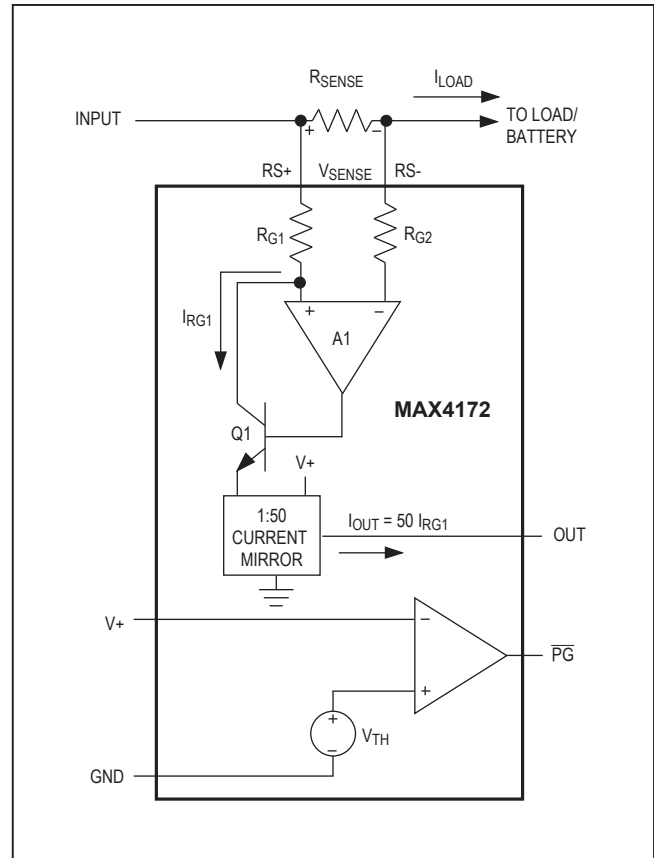 RSENSE
ILOAD
INPUT
+
−
TO LOAD/
BATTERY
RS+
VSENSE
RS-
RG1
RG2
IRG1
+
−
A1
MAX4172
Q1
V+
1:50
CURRENT
MIRROR
IOUT = 50 IRG1
OUT
V+
−
PG
+
+
VTH
−
GND